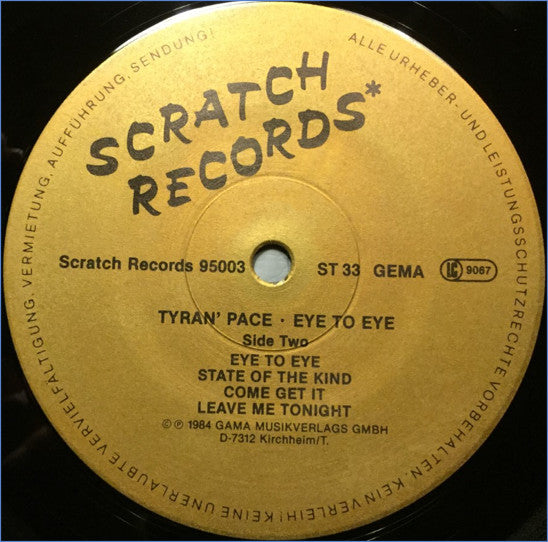 SCRATCH
RECORDS*
Scratch Records 95003
ST 33 GEMA
LC 9067
TYRAN' PACE · EYE TO EYE
Side Two
EYE TO EYE
STATE OF THE KIND
COME GET IT
LEAVE ME TONIGHT
© ℗ 1984 GAMA MUSIKVERLAGS GMBH
D-7312 Kirchheim/T.
ALLE URHEBER- UND LEISTUNGSSCHUTZRECHTE VORBEHALTEN. KEIN VERLEIH! KEINE UNERLAUBTE VERVIELFÄLTIGUNG, VERMIETUNG, AUFFÜHRUNG, SENDUNG!